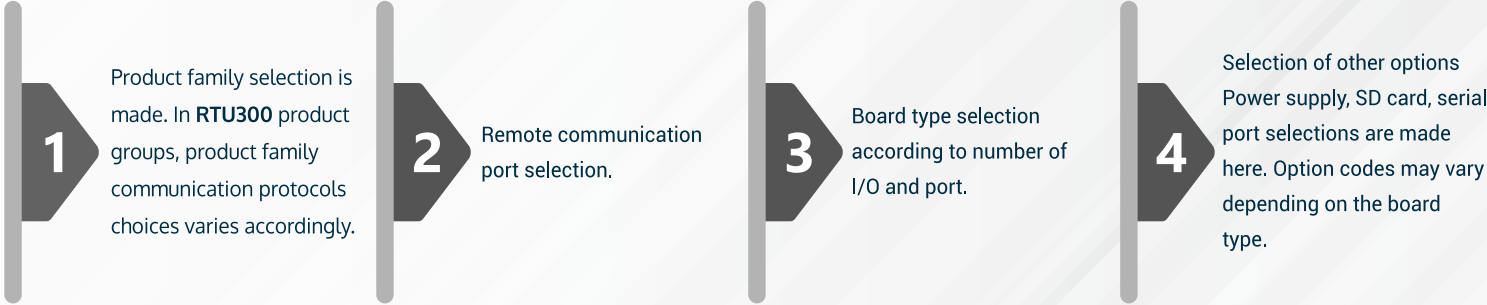 1
Product family selection is
made. In RTU300 product
groups, product family
communication protocols
choices varies accordingly.
2
Remote communication
port selection.
3
Board type selection
according to number of
I/O and port.
4
Selection of other options
Power supply, SD card, serial
port selections are made
here. Option codes may vary
depending on the board
type.